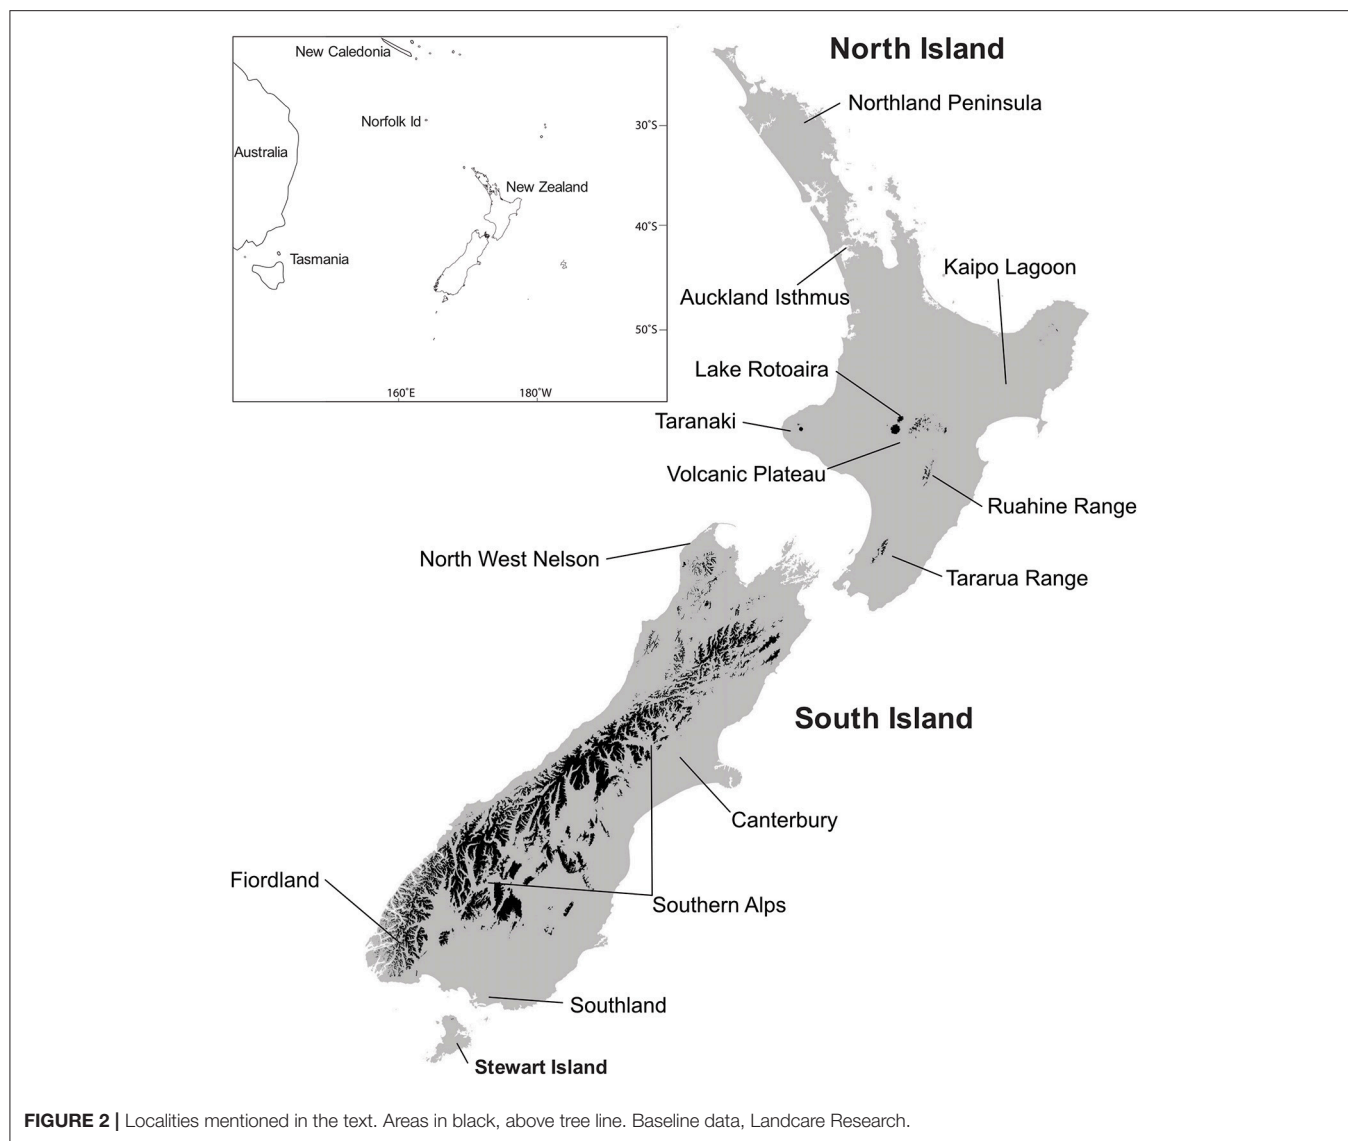 North Island
New Caledonia
Northland Peninsula
Norfolk Id
30°S
Australia
New Zealand
40°S
Tasmania
Kaipo Lagoon
Auckland Isthmus
50°S
Lake Rotoaira
160°E
180°W
Taranaki
Volcanic Plateau
Ruahine Range
North West Nelson
Tararua Range
South Island
Canterbury
Fiordland
Southern Alps
Southland
Stewart Island
FIGURE 2 | Localities mentioned in the text. Areas in black, above tree line. Baseline data, Landcare Research.